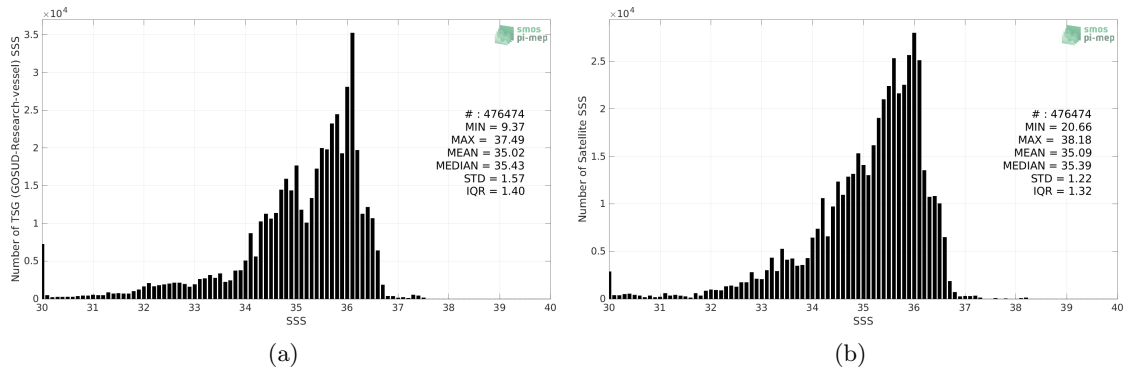 ×10⁴
smos
pi-mep
Number of TSG (GOSUD-Research-vessel) SSS
3.5
3
2.5
2
1.5
1
0.5
0
# : 476474
MIN = 9.37
MAX = 37.49
MEAN = 35.02
MEDIAN = 35.43
STD = 1.57
IQR = 1.40
30 31 32 33 34 35 36 37 38 39 40
SSS
(a)
×10⁴
smos
pi-mep
Number of Satellite SSS
2.5
2
1.5
1
0.5
0
# : 476474
MIN = 20.66
MAX = 38.18
MEAN = 35.09
MEDIAN = 35.39
STD = 1.22
IQR = 1.32
30 31 32 33 34 35 36 37 38 39 40
SSS
(b)